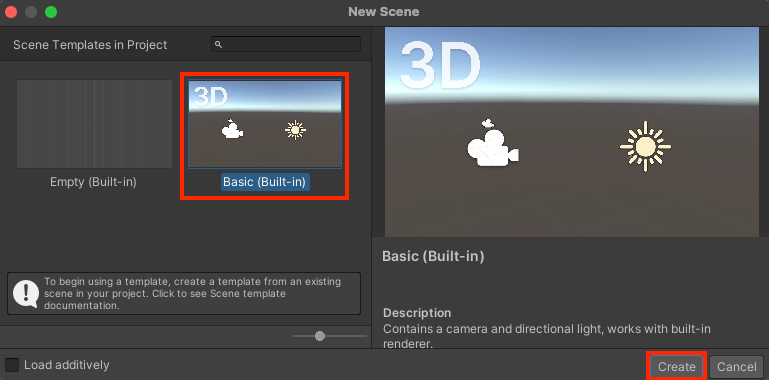 New Scene
Scene Templates in Project
3D
Empty (Built-in)
3D
Basic (Built-in)
To begin using a template, create a template from an existing
scene in your project. Click to see Scene template
documentation.
3D
Basic (Built-in)
Description
Contains a camera and directional light, works with built-in
renderer.
Load additively
Create
Cancel